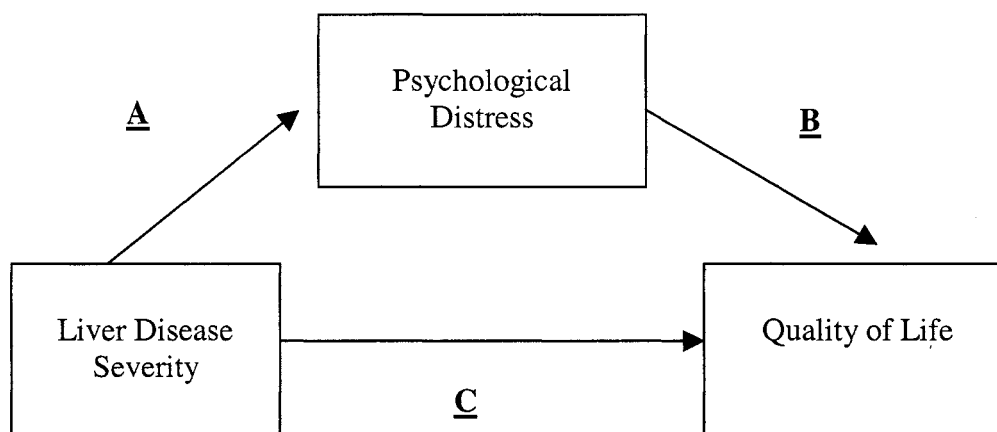 Psychological
Distress
A
B
Liver Disease
Severity
Quality of Life
C